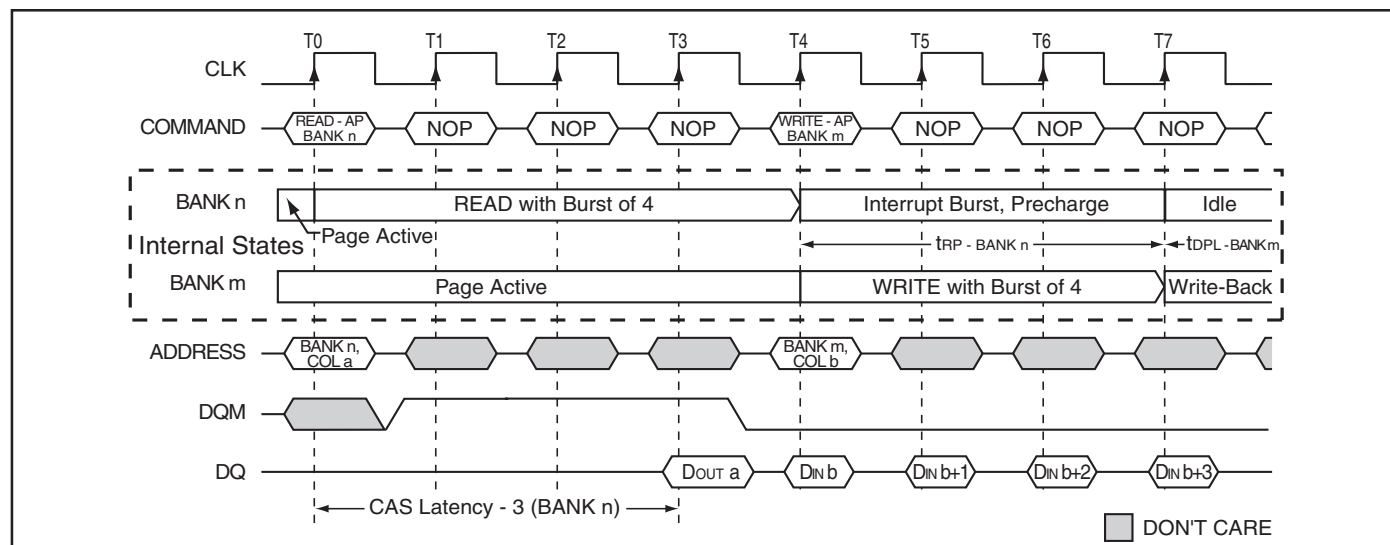 T0 T1 T2 T3 T4 T5 T6 T7
CLK
COMMAND READ - AP BANK n NOP NOP NOP WRITE - AP BANK m NOP NOP NOP
BANK n READ with Burst of 4 Interrupt Burst, Precharge Idle
Internal States Page Active tRP - BANK n tDPL - BANK m
BANK m Page Active WRITE with Burst of 4 Write-Back
ADDRESS BANK n, COL a BANK m, COL b
DQM
DQ DOUT a DIN b DIN b+1 DIN b+2 DIN b+3
CAS Latency - 3 (BANK n)
DON'T CARE